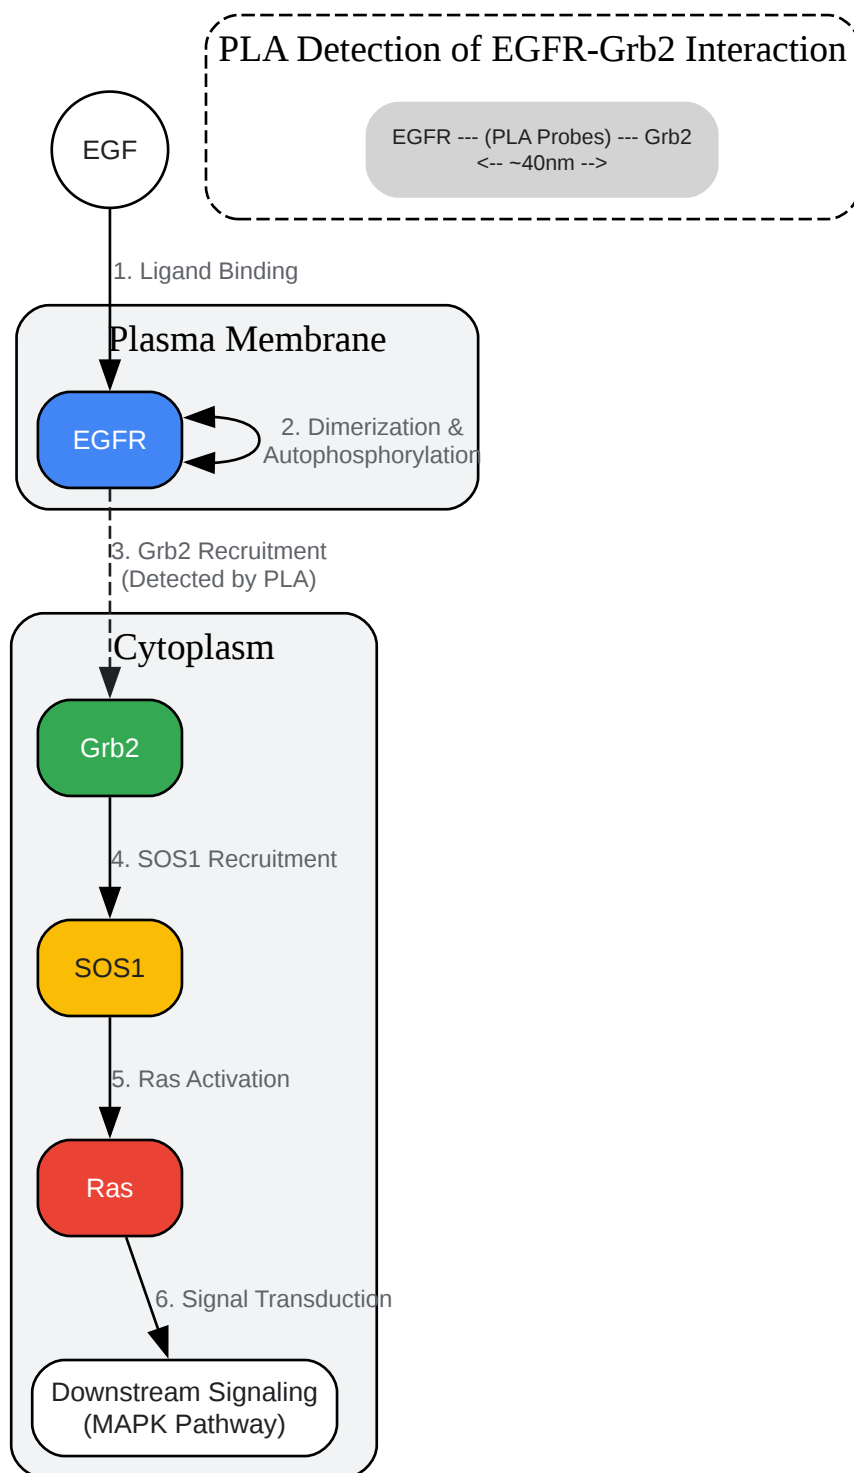 PLA Detection of EGFR-Grb2 Interaction
EGFR --- (PLA Probes) --- Grb2
<-- ~40nm -->
EGF
1. Ligand Binding
Plasma Membrane
EGFR
2. Dimerization &
Autophosphorylation
3. Grb2 Recruitment
(Detected by PLA)
Cytoplasm
Grb2
4. SOS1 Recruitment
SOS1
5. Ras Activation
Ras
6. Signal Transduction
Downstream Signaling
(MAPK Pathway)